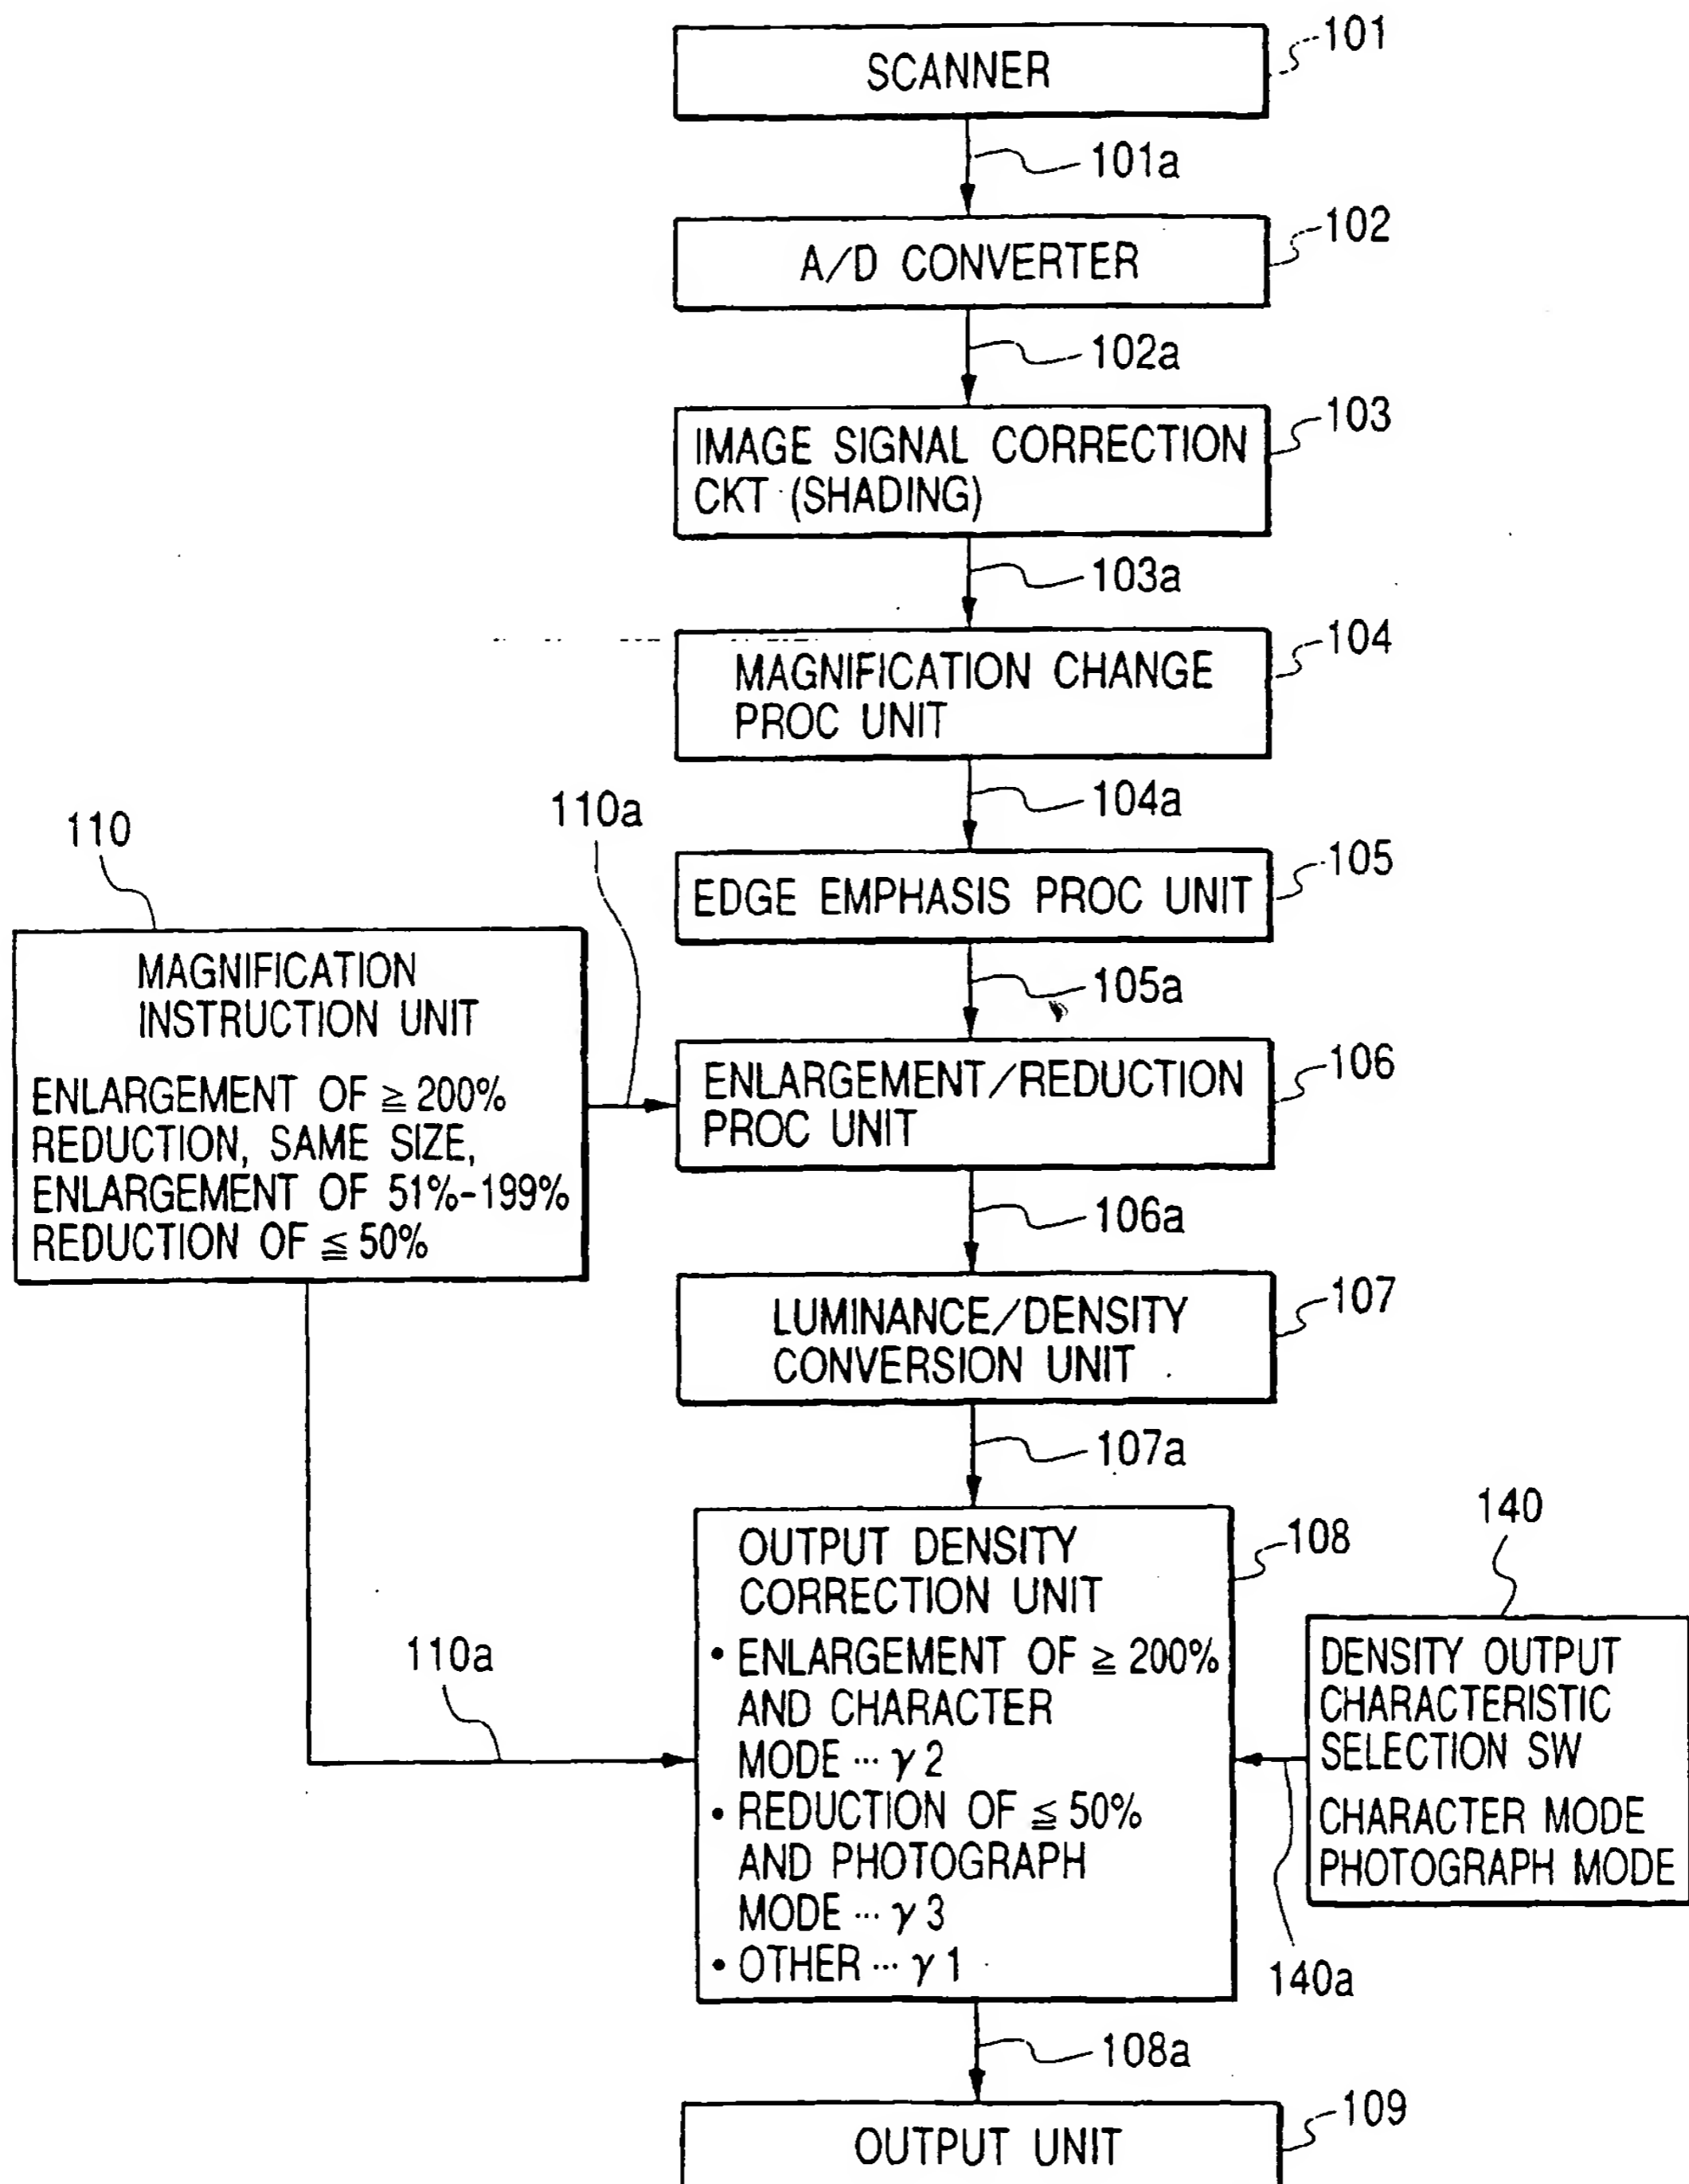 SCANNER
101
101a
A/D CONVERTER
102
102a
IMAGE SIGNAL CORRECTION
CKT (SHADING)
103
103a
MAGNIFICATION CHANGE
PROC UNIT
104
104a
EDGE EMPHASIS PROC UNIT
105
105a
110
110a
MAGNIFICATION
INSTRUCTION UNIT
ENLARGEMENT OF ≧ 200%
REDUCTION, SAME SIZE,
ENLARGEMENT OF 51%-199%
REDUCTION OF ≦ 50%
ENLARGEMENT/REDUCTION
PROC UNIT
106
106a
LUMINANCE/DENSITY
CONVERSION UNIT
107
107a
110a
OUTPUT DENSITY
CORRECTION UNIT
• ENLARGEMENT OF ≧ 200%
AND CHARACTER
MODE ··· γ 2
• REDUCTION OF ≦ 50%
AND PHOTOGRAPH
MODE ··· γ 3
• OTHER ··· γ 1
108
140
DENSITY OUTPUT
CHARACTERISTIC
SELECTION SW
CHARACTER MODE
PHOTOGRAPH MODE
140a
108a
OUTPUT UNIT
109